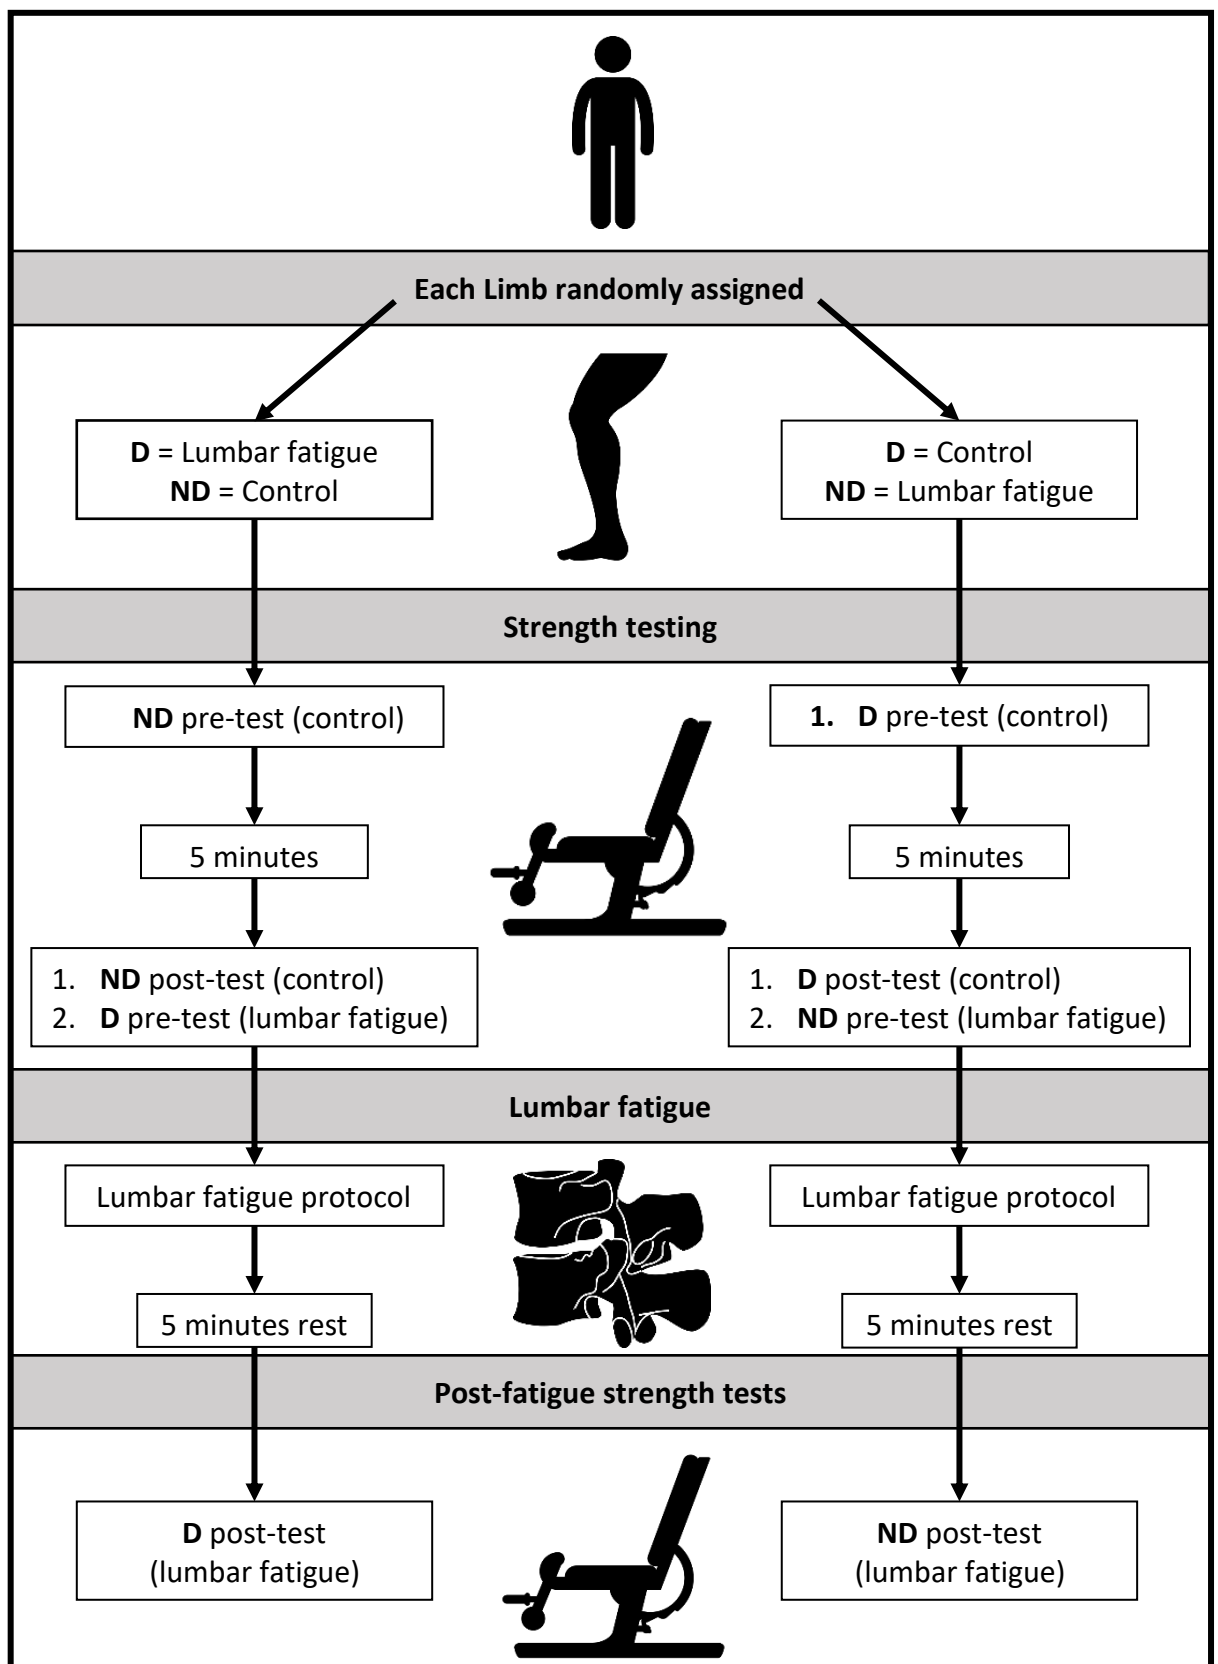 Each Limb randomly assigned
D = Lumbar fatigue
ND = Control
D = Control
ND = Lumbar fatigue
Strength testing
ND pre-test (control)
1. D pre-test (control)
5 minutes
5 minutes
1. ND post-test (control)
2. D pre-test (lumbar fatigue)
1. D post-test (control)
2. ND pre-test (lumbar fatigue)
Lumbar fatigue
Lumbar fatigue protocol
Lumbar fatigue protocol
5 minutes rest
5 minutes rest
Post-fatigue strength tests
D post-test
(lumbar fatigue)
ND post-test
(lumbar fatigue)